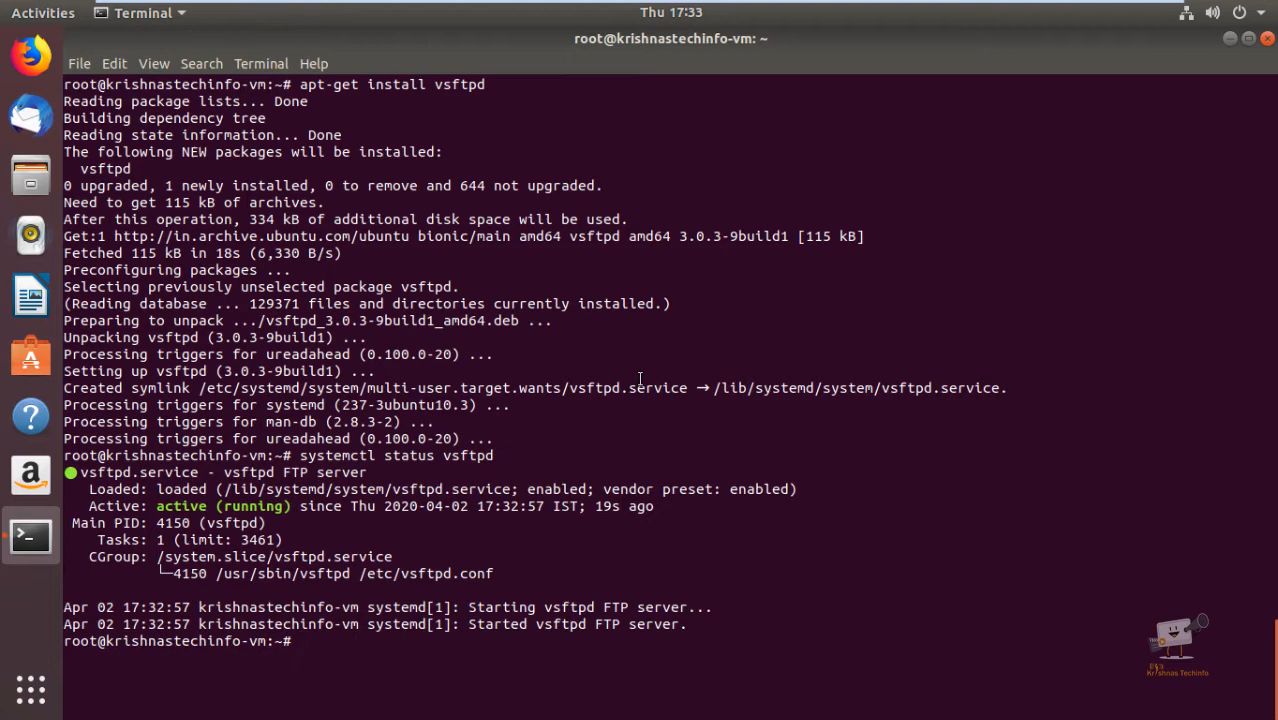 Activities
Terminal
Thu 17:33
root@krishnastechinfo-vm: ~
File Edit View Search Terminal Help
root@krishnastechinfo-vm:~# apt-get install vsftpd
Reading package lists... Done
Building dependency tree
Reading state information... Done
The following NEW packages will be installed:
  vsftpd
0 upgraded, 1 newly installed, 0 to remove and 644 not upgraded.
Need to get 115 kB of archives.
After this operation, 334 kB of additional disk space will be used.
Get:1 http://in.archive.ubuntu.com/ubuntu bionic/main amd64 vsftpd amd64 3.0.3-9build1 [115 kB]
Fetched 115 kB in 18s (6,330 B/s)
Preconfiguring packages ...
Selecting previously unselected package vsftpd.
(Reading database ... 129371 files and directories currently installed.)
Preparing to unpack .../vsftpd_3.0.3-9build1_amd64.deb ...
Unpacking vsftpd (3.0.3-9build1) ...
Processing triggers for ureadahead (0.100.0-20) ...
Setting up vsftpd (3.0.3-9build1) ...
Created symlink /etc/systemd/system/multi-user.target.wants/vsftpd.service → /lib/systemd/system/vsftpd.service.
Processing triggers for systemd (237-3ubuntu10.3) ...
Processing triggers for man-db (2.8.3-2) ...
Processing triggers for ureadahead (0.100.0-20) ...
root@krishnastechinfo-vm:~# systemctl status vsftpd
● vsftpd.service - vsftpd FTP server
   Loaded: loaded (/lib/systemd/system/vsftpd.service; enabled; vendor preset: enabled)
   Active: active (running) since Thu 2020-04-02 17:32:57 IST; 19s ago
 Main PID: 4150 (vsftpd)
    Tasks: 1 (limit: 3461)
   CGroup: /system.slice/vsftpd.service
           └─4150 /usr/sbin/vsftpd /etc/vsftpd.conf

Apr 02 17:32:57 krishnastechinfo-vm systemd[1]: Starting vsftpd FTP server...
Apr 02 17:32:57 krishnastechinfo-vm systemd[1]: Started vsftpd FTP server.
root@krishnastechinfo-vm:~#
Krishnas Techinfo